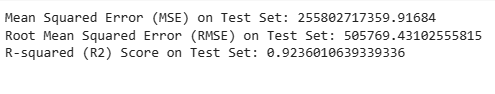 Mean Squared Error (MSE) on Test Set: 255802717359.91684
Root Mean Squared Error (RMSE) on Test Set: 505769.43102555815
R-squared (R2) Score on Test Set: 0.9236010639339336